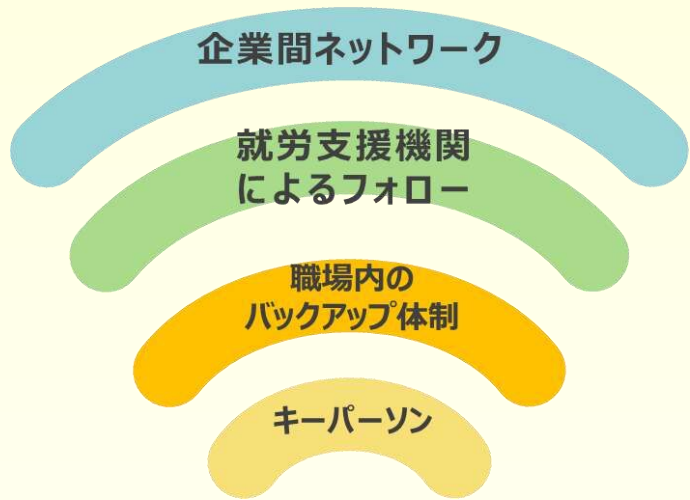 企業間ネットワーク
就労支援機関
によるフォロー
職場内の
バックアップ体制
キーパーソン